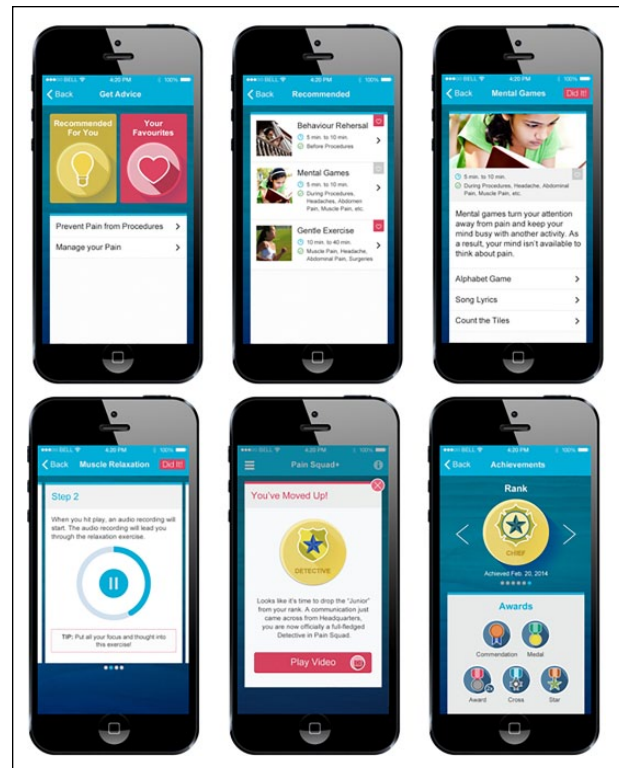 ●●●○○ BELL 4:20 PM 100%
Back Get Advice
Recommended
For You
Your
Favourites
Prevent Pain from Procedures
Manage your Pain
●●●○○ BELL 4:20 PM 100%
Back Recommended
Behaviour Rehersal
5 min. to 10 min.
Before Procedures
Mental Games
5 min. to 10 min.
During Procedures,
Headaches, Abdomen
Pain, Muscle Pain, etc.
Gentle Exercise
10 min. to 40 min.
Muscle Pain, Headache,
Abdominal Pain, Surgeries
●●●○○ BELL 4:20 PM 100%
Back Mental Games Did It!
5 min. to 10 min.
During Procedures, Headache, Abdominal
Pain, Muscle Pain, etc.
Mental games turn your attention
away from pain and keep your
mind busy with another activity. As
a result, your mind isn't available to
think about pain.
Alphabet Game
Song Lyrics
Count the Tiles
●●●○○ BELL 4:20 PM 100%
Back Muscle Relaxation Did It!
Step 2
When you hit play, an audio recording will
start. The audio recording will lead you
through the relaxation exercise.
TIP: Put all your focus and thought into
this exercise!
●●●○○ BELL 4:20 PM 100%
Pain Squad+
You've Moved Up!
DETECTIVE
Looks like it's time to drop the "Junior"
from your rank. A communication just
came across from Headquarters,
you are now officially a full-fledged
Detective in Pain Squad.
Play Video
●●●○○ BELL 4:20 PM 100%
Back Achievements
Rank
CHIEF
Achieved Feb. 20, 2014
Awards
Commendation Medal
Award Cross Star